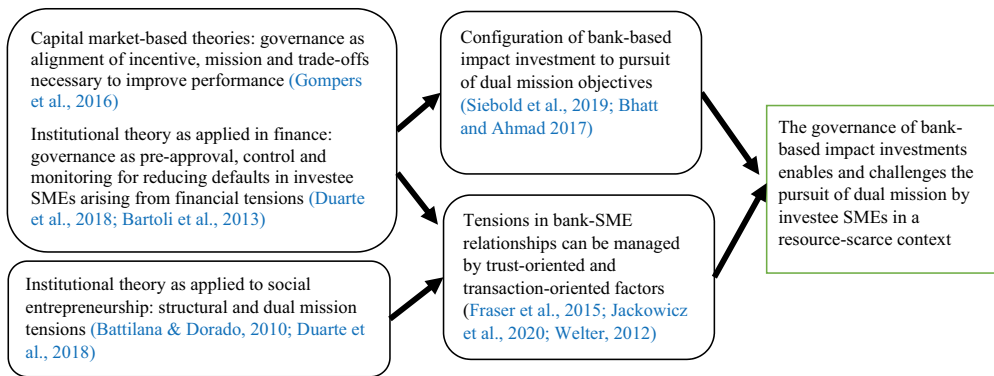 Capital market-based theories: governance as
alignment of incentive, mission and trade-offs
necessary to improve performance (Gompers
et al., 2016)
Institutional theory as applied in finance:
governance as pre-approval, control and
monitoring for reducing defaults in investee
SMEs arising from financial tensions (Duarte
et al., 2018; Bartoli et al., 2013)
Institutional theory as applied to social
entrepreneurship: structural and dual mission
tensions (Battilana & Dorado, 2010; Duarte et
al., 2018)
Configuration of bank-based
impact investment to pursuit
of dual mission objectives
(Siebold et al., 2019; Bhatt
and Ahmad 2017)
Tensions in bank-SME
relationships can be managed
by trust-oriented and
transaction-oriented factors
(Fraser et al., 2015; Jackowicz
et al., 2020; Welter, 2012)
The governance of bank-
based impact investments
enables and challenges the
pursuit of dual mission by
investee SMEs in a
resource-scarce context